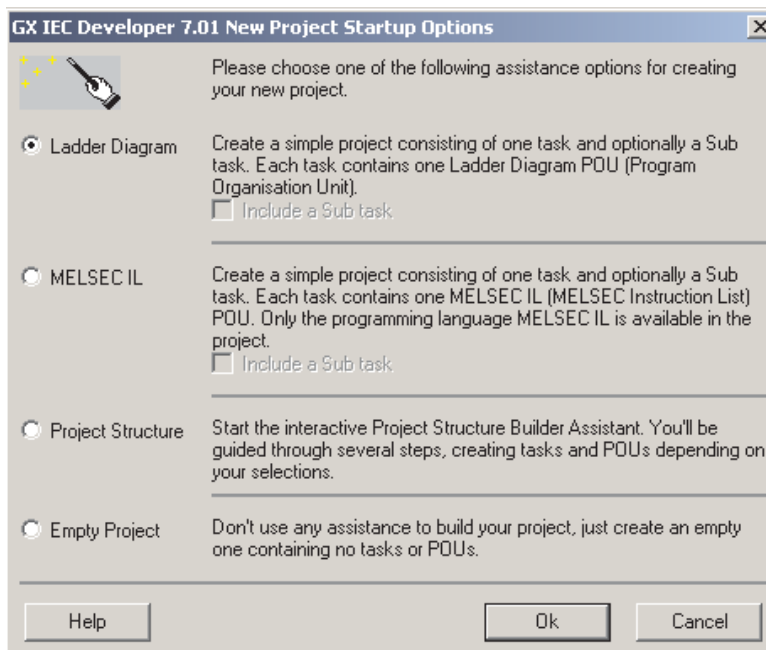 GX IEC Developer 7.01 New Project Startup Options
Please choose one of the following assistance options for creating
your new project.
Ladder Diagram
Create a simple project consisting of one task and optionally a Sub
task. Each task contains one Ladder Diagram POU (Program
Organisation Unit).
Include a Sub task
MELSEC IL
Create a simple project consisting of one task and optionally a Sub
task. Each task contains one MELSEC IL (MELSEC Instruction List)
POU. Only the programming language MELSEC IL is available in the
project.
Include a Sub task
Project Structure
Start the interactive Project Structure Builder Assistant. You'll be
guided through several steps, creating tasks and POUs depending on
your selections.
Empty Project
Don't use any assistance to build your project, just create an empty
one containing no tasks or POUs.
Help
Ok
Cancel